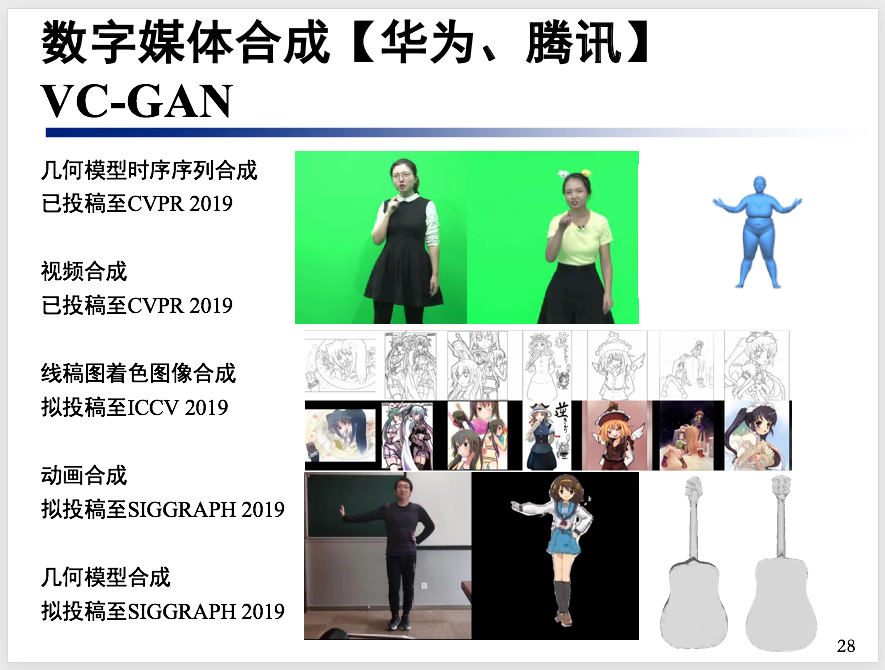 数字媒体合成【华为、腾讯】
VC-GAN
几何模型时序序列合成
已投稿至CVPR 2019
视频合成
已投稿至CVPR 2019
线稿图着色图像合成
拟投稿至ICCV 2019
动画合成
拟投稿至SIGGRAPH 2019
几何模型合成
拟投稿至SIGGRAPH 2019
28